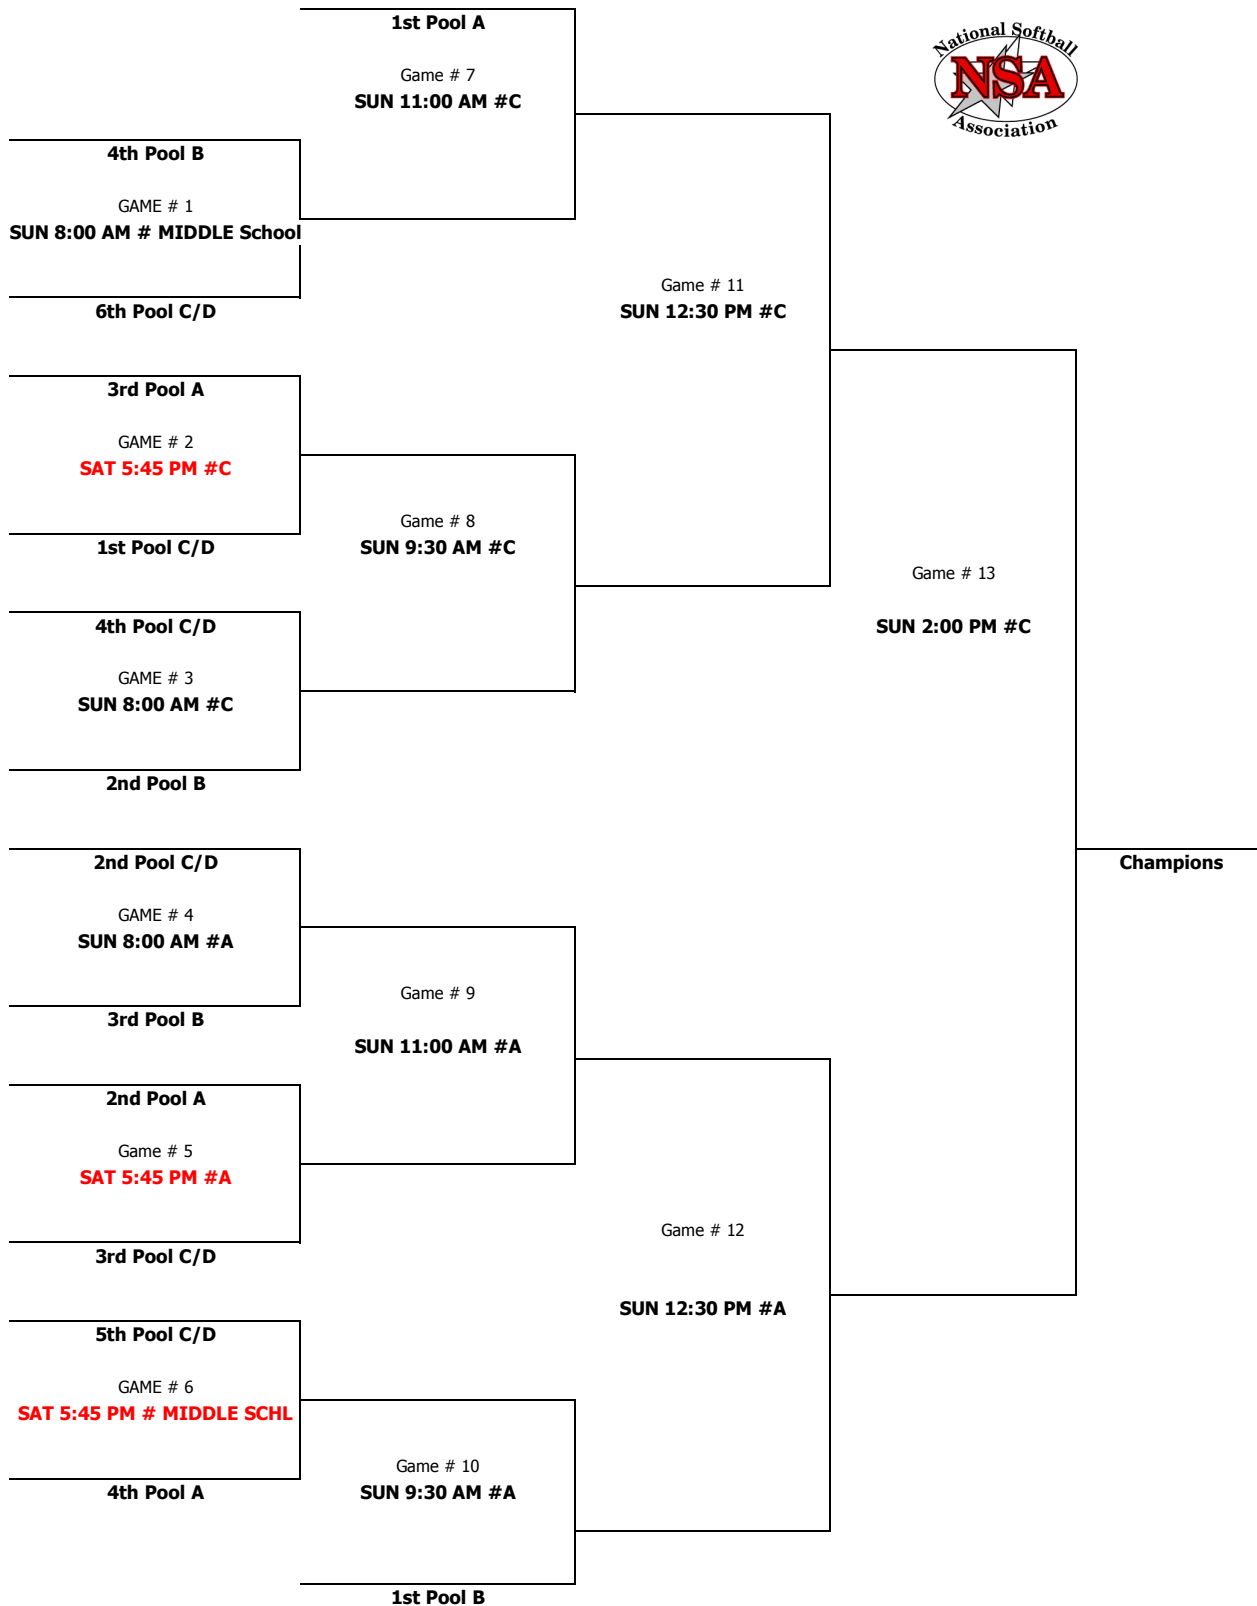 1st Pool A
National Softball
NSA
Association
Game # 7
SUN 11:00 AM #C
4th Pool B
GAME # 1
SUN 8:00 AM # MIDDLE School
6th Pool C/D
Game # 11
SUN 12:30 PM #C
3rd Pool A
GAME # 2
SAT 5:45 PM #C
1st Pool C/D
Game # 8
SUN 9:30 AM #C
Game # 13
SUN 2:00 PM #C
4th Pool C/D
GAME # 3
SUN 8:00 AM #C
2nd Pool B
2nd Pool C/D
Champions
GAME # 4
SUN 8:00 AM #A
3rd Pool B
Game # 9
SUN 11:00 AM #A
2nd Pool A
Game # 5
SAT 5:45 PM #A
3rd Pool C/D
Game # 12
SUN 12:30 PM #A
5th Pool C/D
GAME # 6
SAT 5:45 PM # MIDDLE SCHL
4th Pool A
Game # 10
SUN 9:30 AM #A
1st Pool B